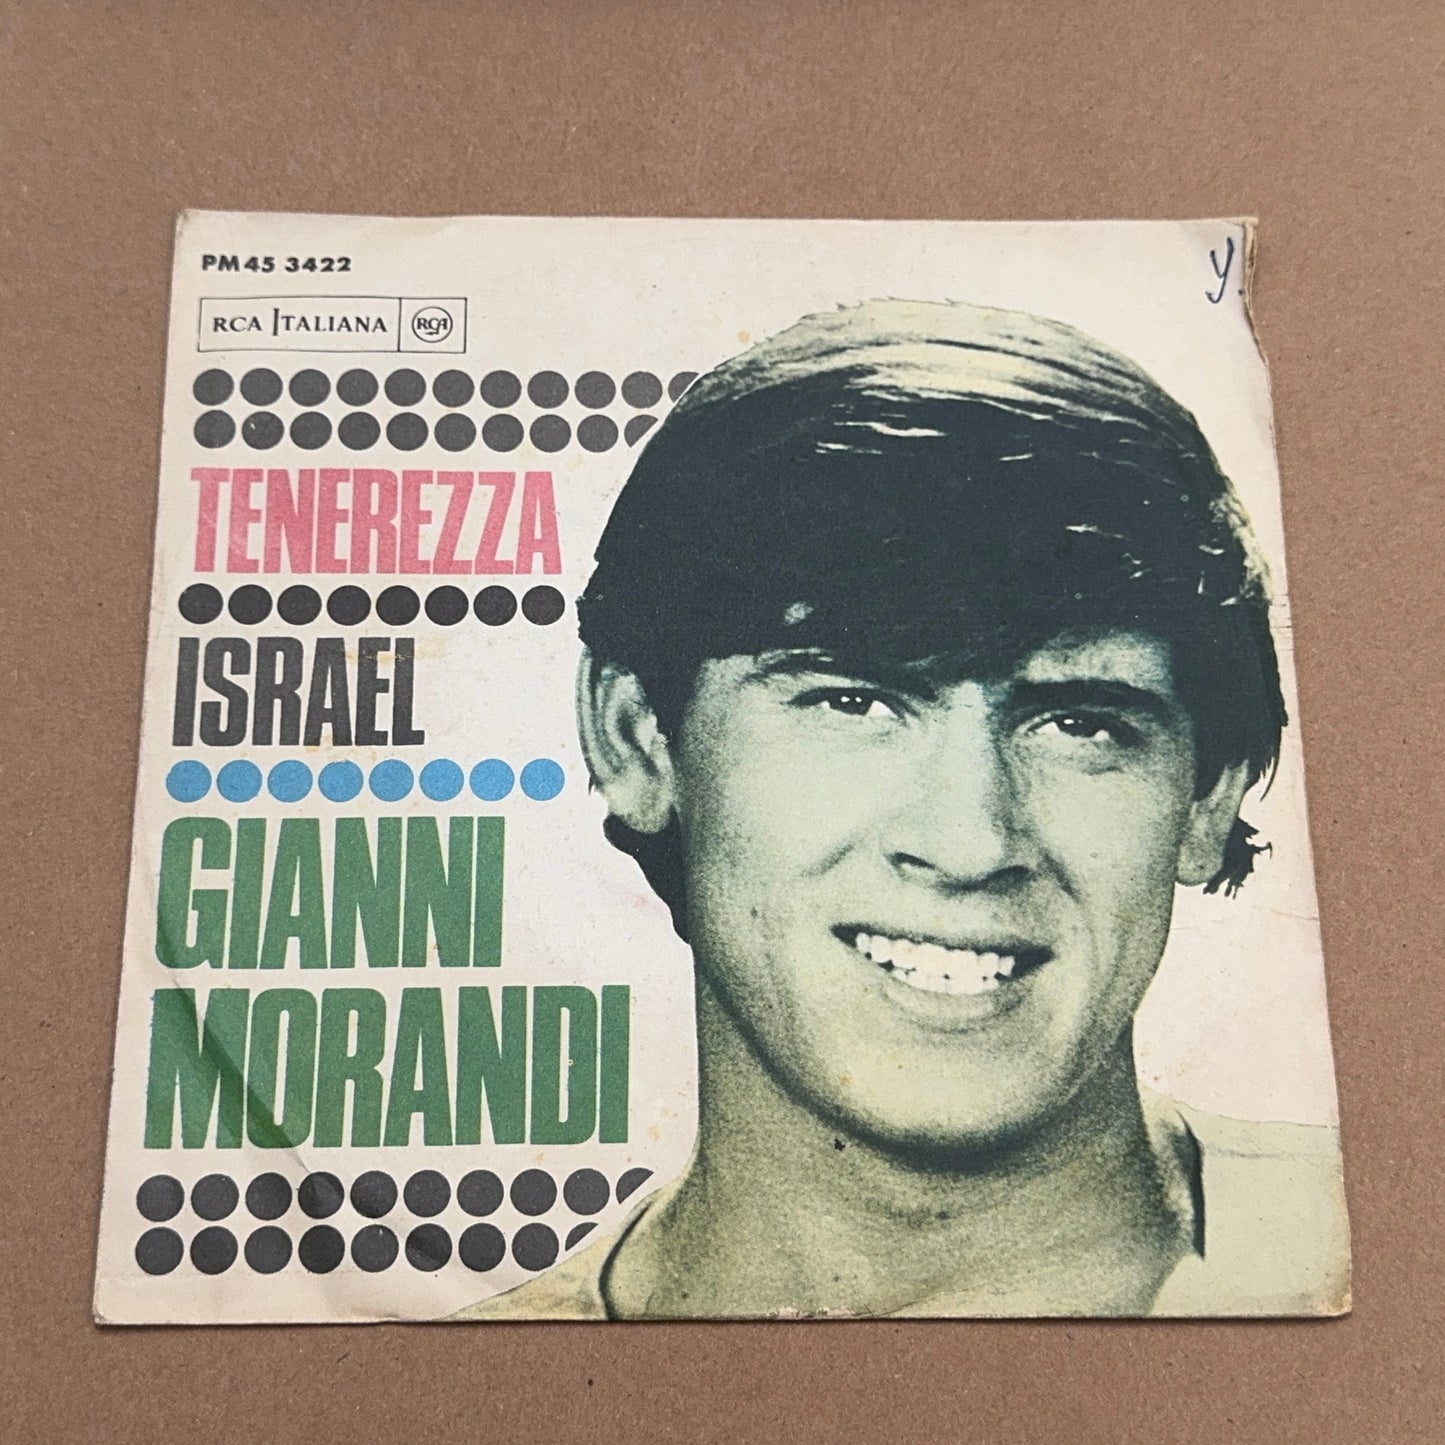 PM45 3422
RCA ITALIANA RCA
TENEREZZA
ISRAEL
GIANNI
MORANDI
y.